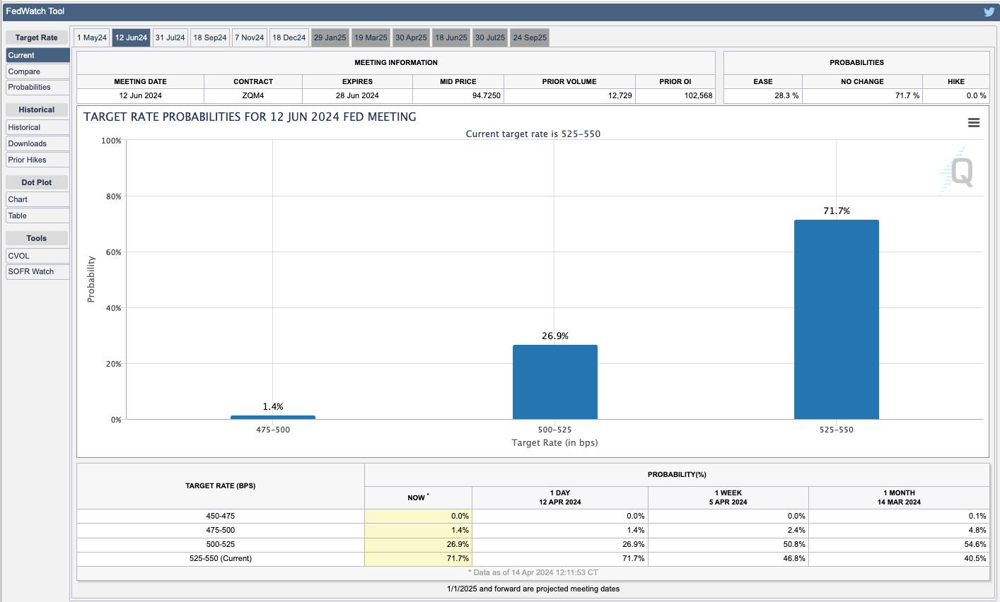 FedWatch Tool
Target Rate
Current
Compare
Probabilities
Historical
Historical
Downloads
Prior Hikes
Dot Plot
Chart
Table
Tools
CVOL
SOFR Watch
1 May24 12 Jun24 31 Jul24 18 Sep24 7 Nov24 18 Dec24 29 Jan25 19 Mar25 30 Apr25 18 Jun25 30 Jul25 24 Sep25
MEETING INFORMATION
MEETING DATE CONTRACT EXPIRES MID PRICE PRIOR VOLUME PRIOR OI
12 Jun 2024 ZQM4 28 Jun 2024 94.7250 12,729 102,568
PROBABILITIES
EASE NO CHANGE HIKE
28.3 % 71.7 % 0.0 %
TARGET RATE PROBABILITIES FOR 12 JUN 2024 FED MEETING
Current target rate is 525-550
Q
Probability
100%
80%
60%
40%
20%
0%
1.4%
26.9%
71.7%
475-500 500-525 525-550
Target Rate (in bps)
TARGET RATE (BPS) PROBABILITY(%)
NOW * 1 DAY 1 WEEK 1 MONTH
12 APR 2024 5 APR 2024 14 MAR 2024
450-475 0.0% 0.0% 0.0% 0.1%
475-500 1.4% 1.4% 2.4% 4.8%
500-525 26.9% 26.9% 50.8% 54.6%
525-550 (Current) 71.7% 71.7% 46.8% 40.5%
* Data as of 14 Apr 2024 12:11:53 CT
1/1/2025 and forward are projected meeting dates